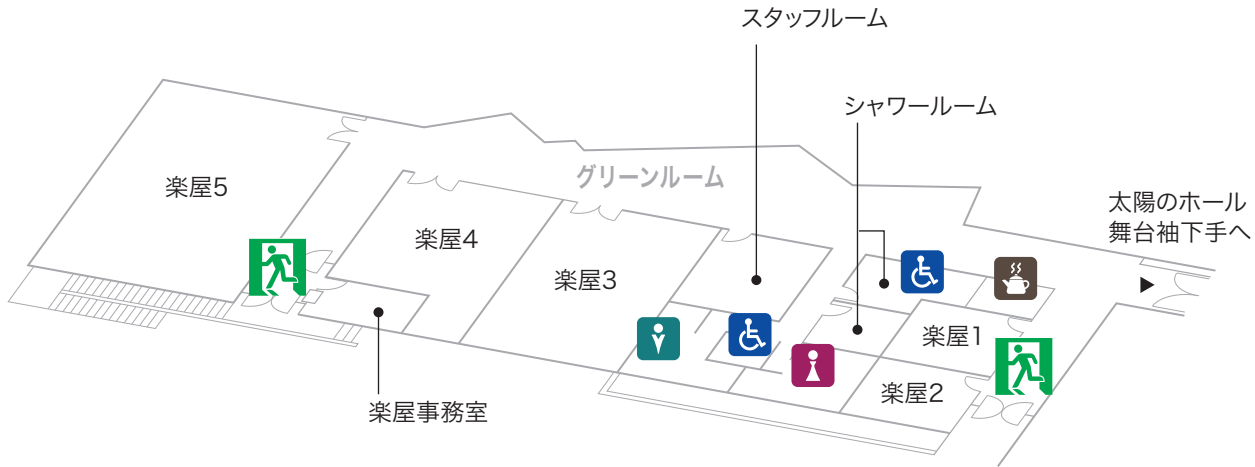 スタッフルーム
シャワールーム
グリーンルーム
楽屋5
太陽のホール
舞台袖下手へ
楽屋4
楽屋3
楽屋1
楽屋2
楽屋事務室